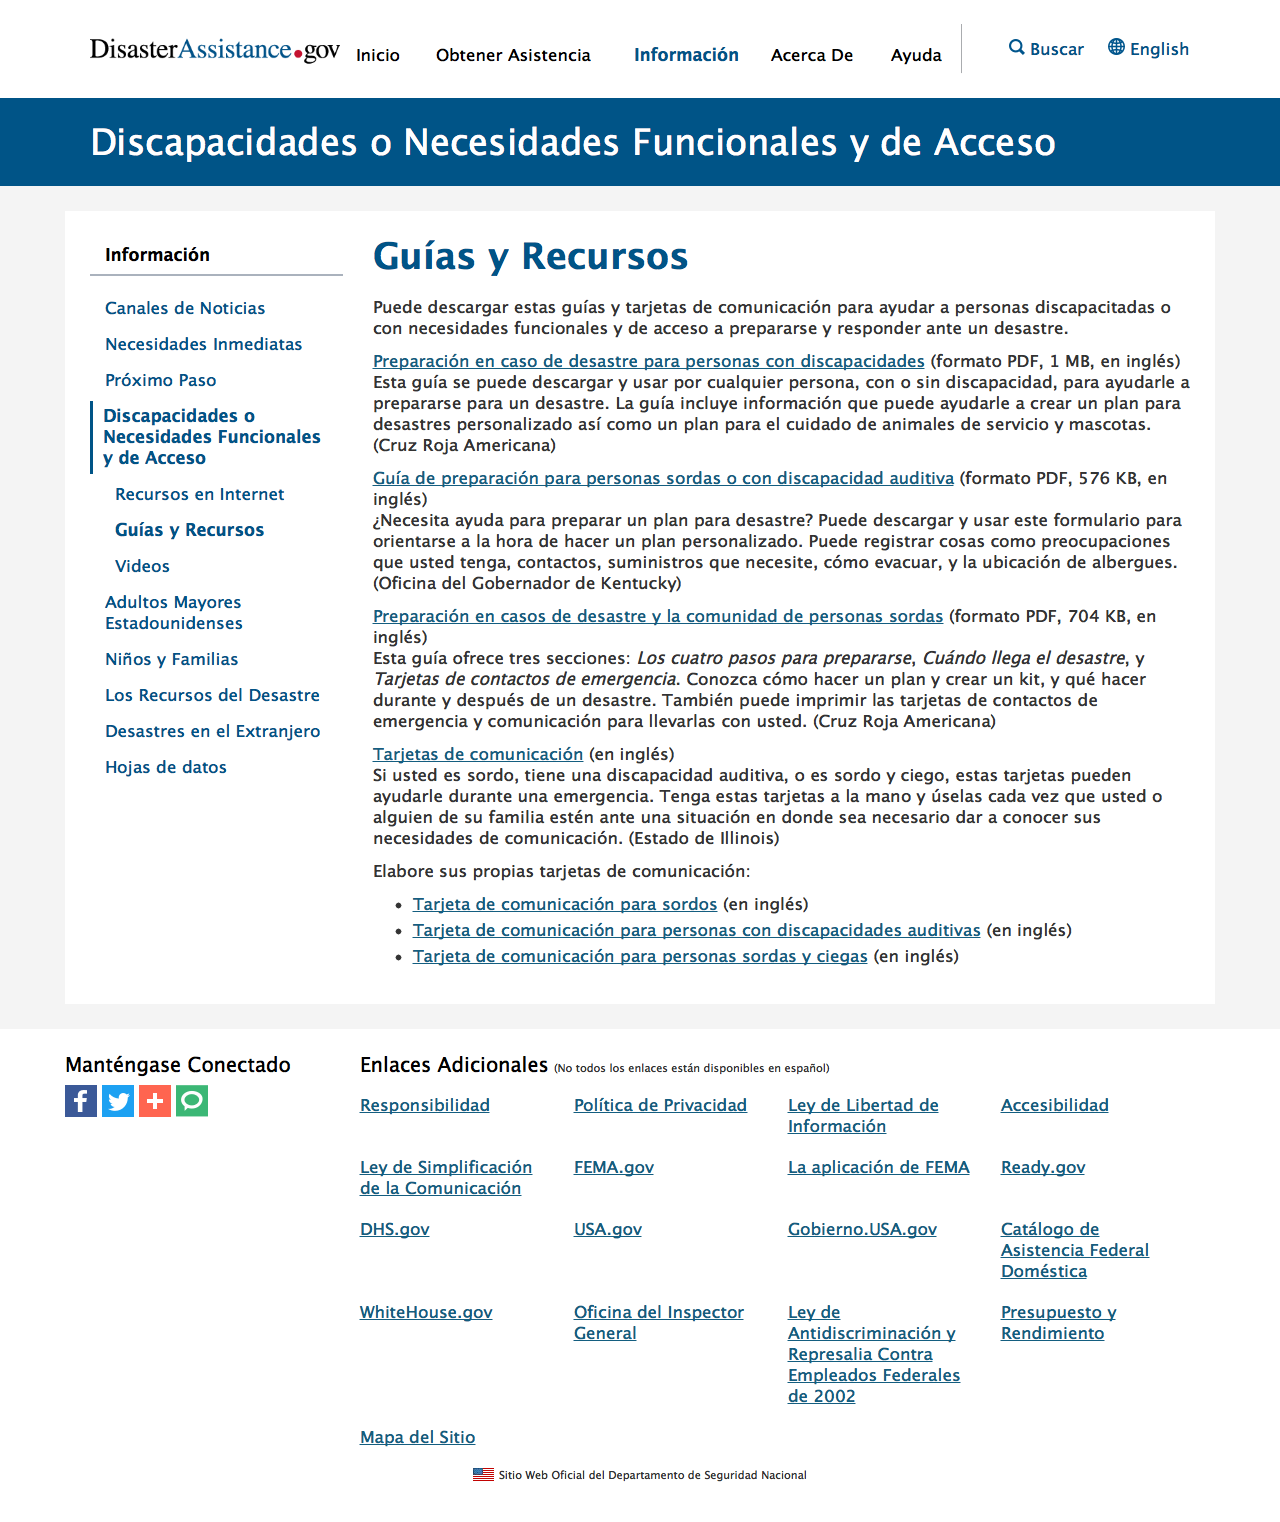 DisasterAssistance.gov
Inicio
Obtener Asistencia
Información
Acerca De
Ayuda
Buscar
English
Discapacidades o Necesidades Funcionales y de Acceso
Información
Canales de Noticias
Necesidades Inmediatas
Próximo Paso
Discapacidades o
Necesidades Funcionales
y de Acceso
Recursos en Internet
Guías y Recursos
Videos
Adultos Mayores
Estadounidenses
Niños y Familias
Los Recursos del Desastre
Desastres en el Extranjero
Hojas de datos
Guías y Recursos
Puede descargar estas guías y tarjetas de comunicación para ayudar a personas discapacitadas o
con necesidades funcionales y de acceso a prepararse y responder ante un desastre.
Preparación en caso de desastre para personas con discapacidades (formato PDF, 1 MB, en inglés)
Esta guía se puede descargar y usar por cualquier persona, con o sin discapacidad, para ayudarle a
prepararse para un desastre. La guía incluye información que puede ayudarle a crear un plan para
desastres personalizado así como un plan para el cuidado de animales de servicio y mascotas.
(Cruz Roja Americana)
Guía de preparación para personas sordas o con discapacidad auditiva (formato PDF, 576 KB, en
inglés)
¿Necesita ayuda para preparar un plan para desastre? Puede descargar y usar este formulario para
orientarse a la hora de hacer un plan personalizado. Puede registrar cosas como preocupaciones
que usted tenga, contactos, suministros que necesite, cómo evacuar, y la ubicación de albergues.
(Oficina del Gobernador de Kentucky)
Preparación en casos de desastre y la comunidad de personas sordas (formato PDF, 704 KB, en
inglés)
Esta guía ofrece tres secciones: Los cuatro pasos para prepararse, Cuándo llega el desastre, y
Tarjetas de contactos de emergencia. Conozca cómo hacer un plan y crear un kit, y qué hacer
durante y después de un desastre. También puede imprimir las tarjetas de contactos de
emergencia y comunicación para llevarlas con usted. (Cruz Roja Americana)
Tarjetas de comunicación (en inglés)
Si usted es sordo, tiene una discapacidad auditiva, o es sordo y ciego, estas tarjetas pueden
ayudarle durante una emergencia. Tenga estas tarjetas a la mano y úselas cada vez que usted o
alguien de su familia estén ante una situación en donde sea necesario dar a conocer sus
necesidades de comunicación. (Estado de Illinois)
Elabore sus propias tarjetas de comunicación:
• Tarjeta de comunicación para sordos (en inglés)
• Tarjeta de comunicación para personas con discapacidades auditivas (en inglés)
• Tarjeta de comunicación para personas sordas y ciegas (en inglés)
Manténgase Conectado
Enlaces Adicionales (No todos los enlaces están disponibles en español)
Responsibilidad
Política de Privacidad
Ley de Libertad de
Información
Accesibilidad
Ley de Simplificación
de la Comunicación
FEMA.gov
La aplicación de FEMA
Ready.gov
DHS.gov
USA.gov
Gobierno.USA.gov
Catálogo de
Asistencia Federal
Doméstica
WhiteHouse.gov
Oficina del Inspector
General
Ley de
Antidiscriminación y
Represalia Contra
Empleados Federales
de 2002
Presupuesto y
Rendimiento
Mapa del Sitio
Sitio Web Oficial del Departamento de Seguridad Nacional